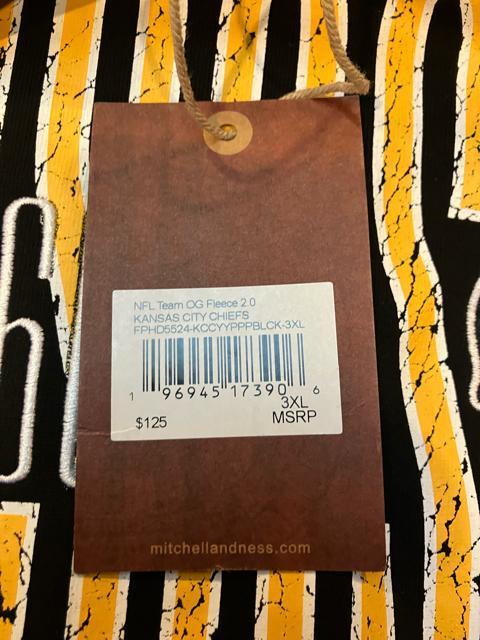 NFL Team OG Fleece 2.0
KANSAS CITY CHIEFS
FPHD5524-KCCYYPPPBLCK-3XL
1 96945 17390 6
3XL
$125 MSRP
mitchellandness.com